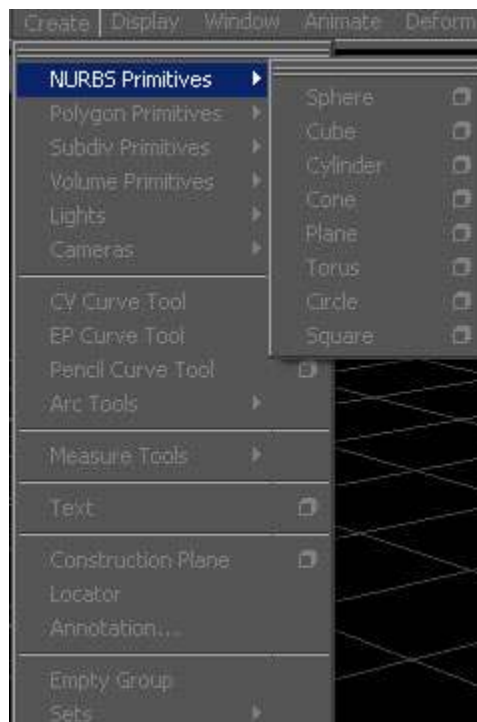 Create Display Window Animate Deform
NURBS Primitives
Polygon Primitives
Subdiv Primitives
Volume Primitives
Lights
Cameras
CV Curve Tool
EP Curve Tool
Pencil Curve Tool
Arc Tools
Measure Tools
Text
Construction Plane
Locator
Annotation...
Empty Group
Sets
Sphere
Cube
Cylinder
Cone
Plane
Torus
Circle
Square